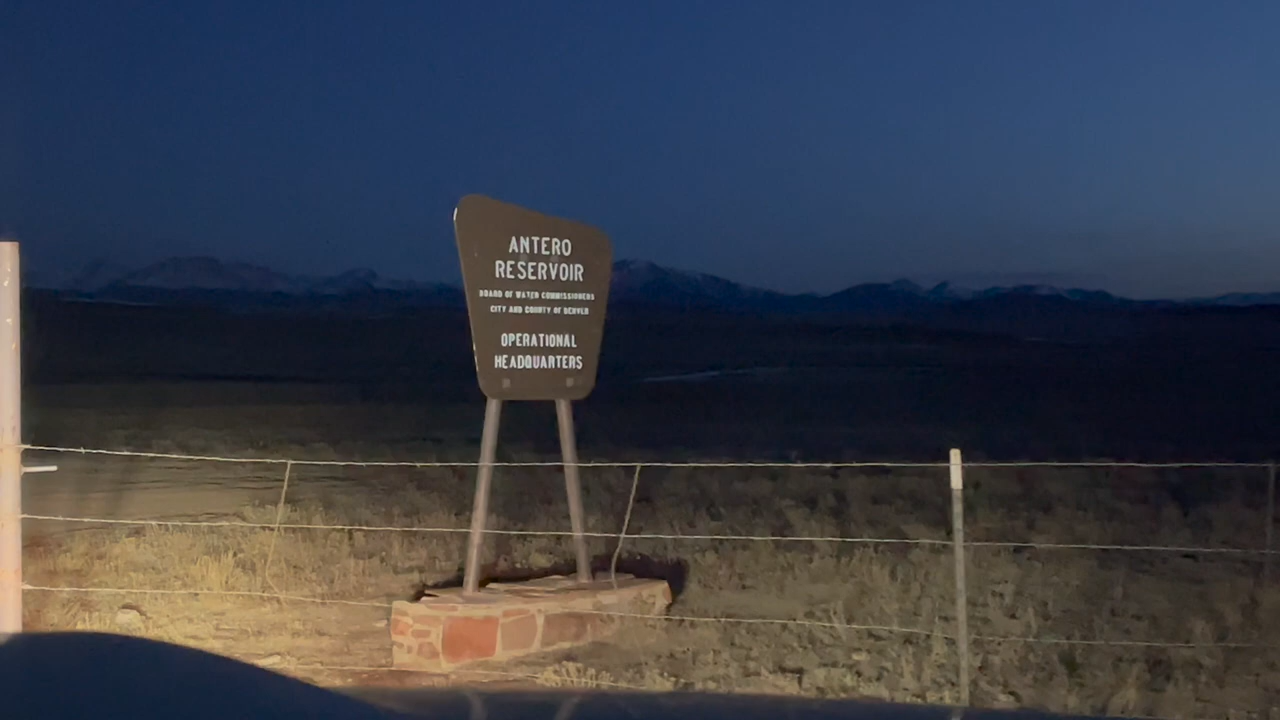 ANTERO
RESERVOIR
BOARD OF WATER COMMISSIONERS
CITY AND COUNTY OF DENVER
OPERATIONAL
HEADQUARTERS